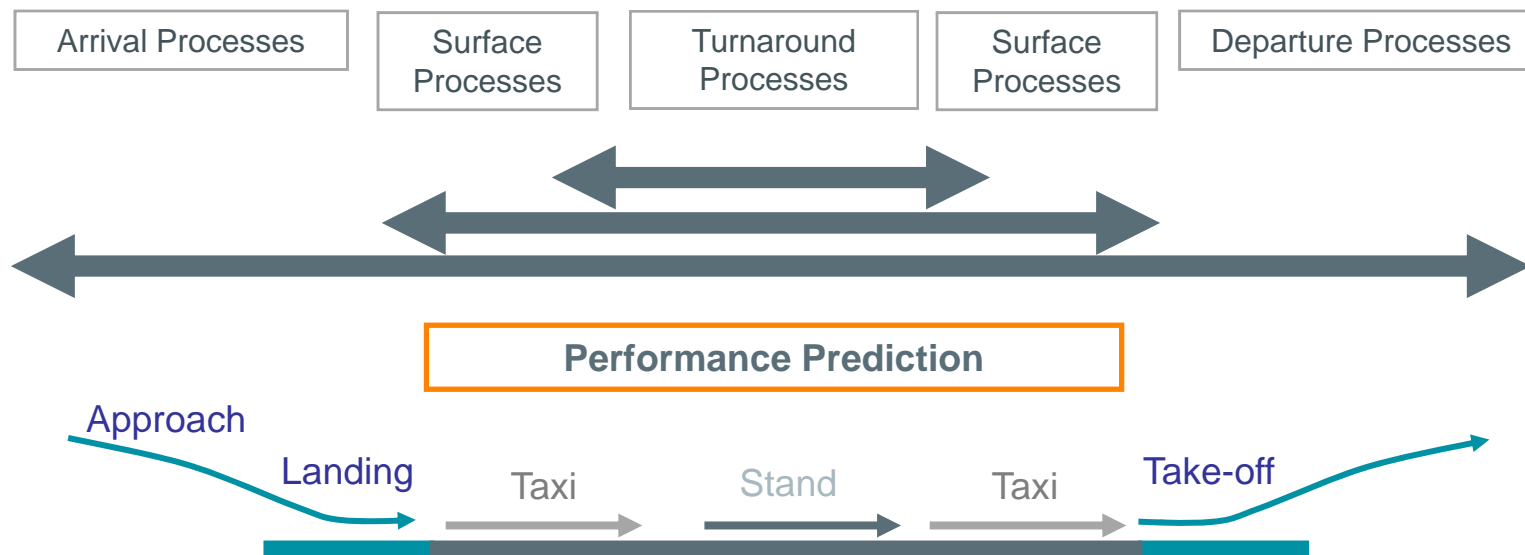 Arrival Processes
Surface
Processes
Turnaround
Processes
Surface
Processes
Departure Processes
Performance Prediction
Approach
Landing
Taxi
Stand
Taxi
Take-off